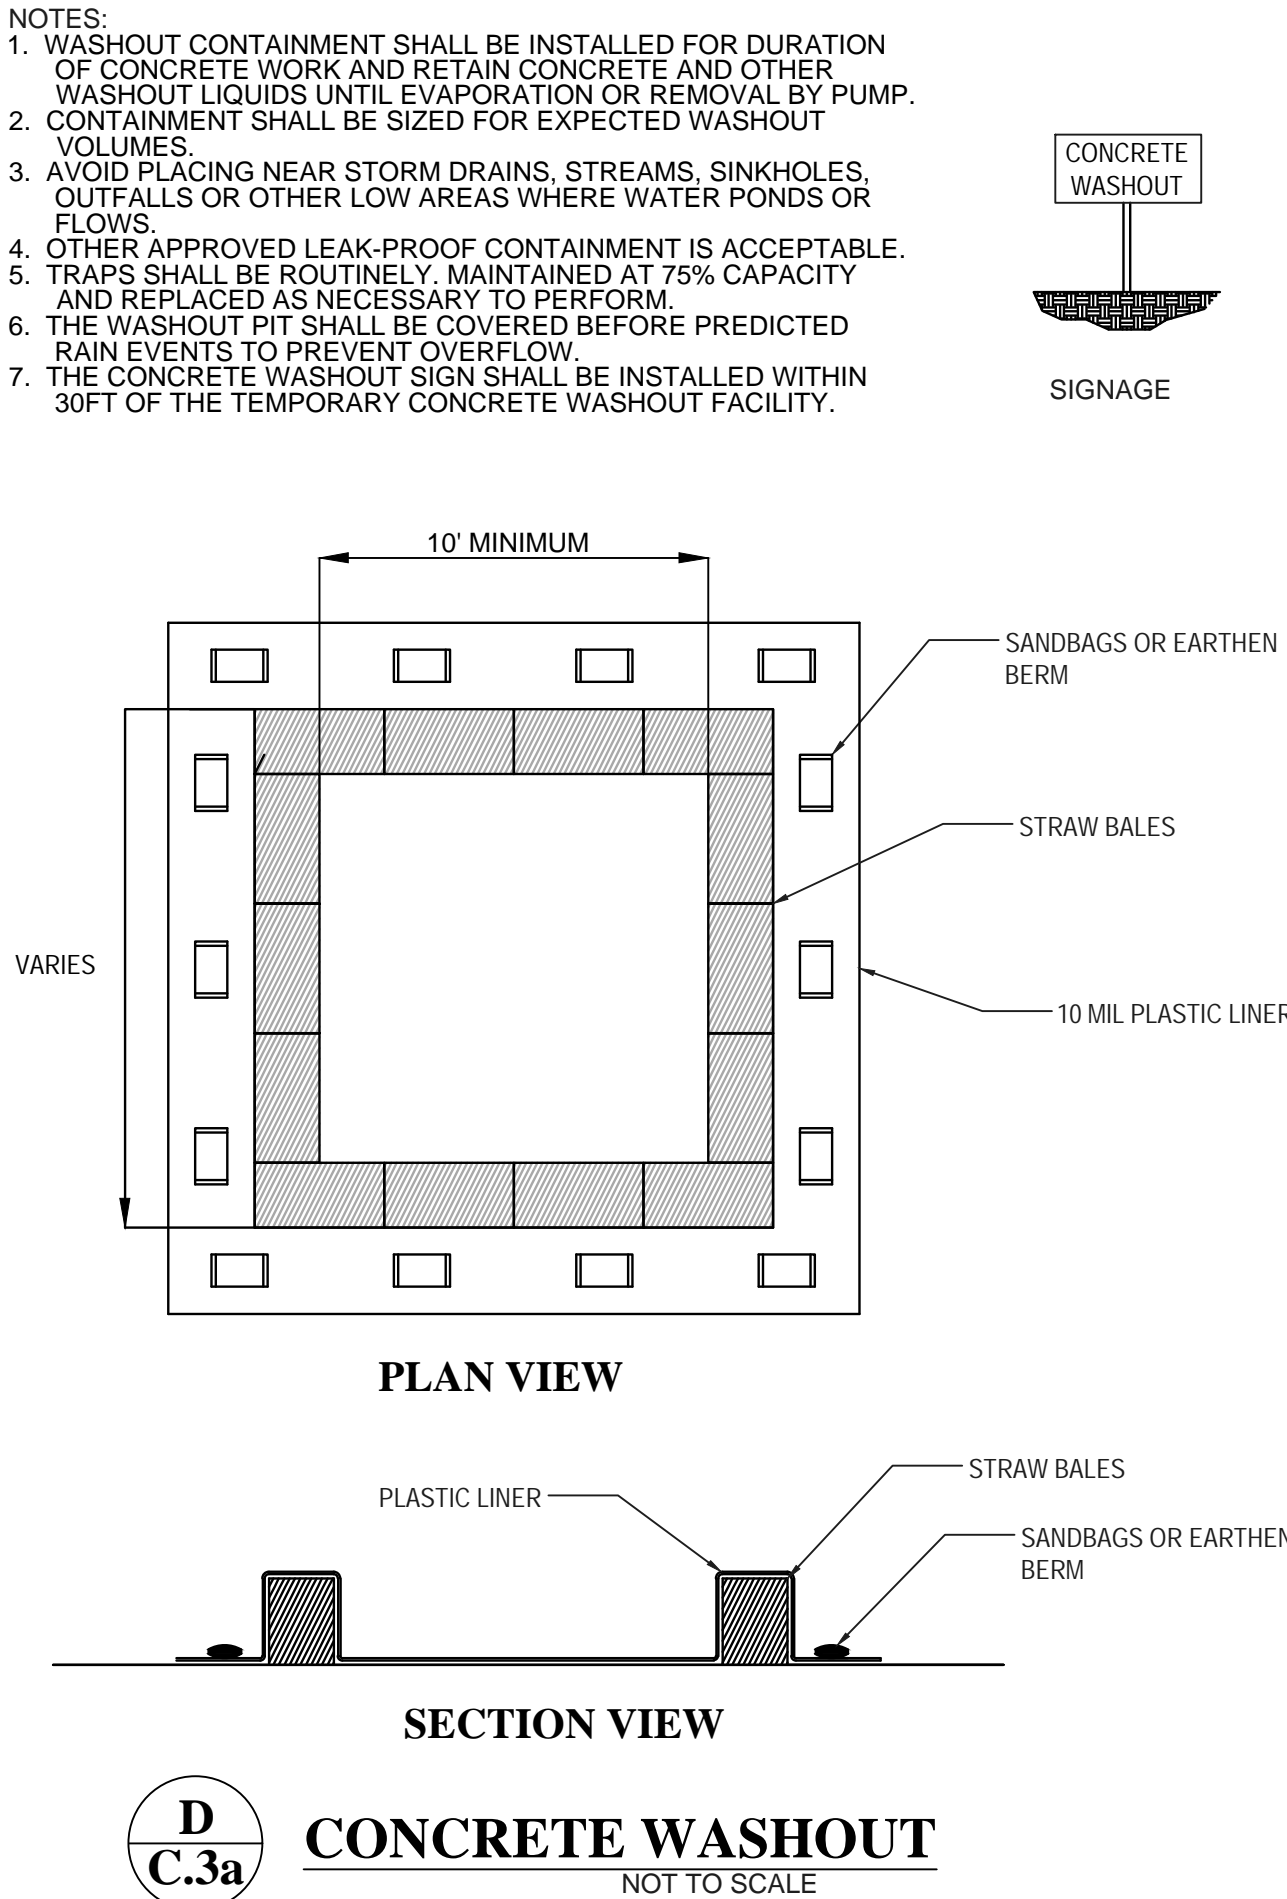 NOTES:
1. WASHOUT CONTAINMENT SHALL BE INSTALLED FOR DURATION
OF CONCRETE WORK AND RETAIN CONCRETE AND OTHER
WASHOUT LIQUIDS UNTIL EVAPORATION OR REMOVAL BY PUMP.
2. CONTAINMENT SHALL BE SIZED FOR EXPECTED WASHOUT
VOLUMES.
3. AVOID PLACING NEAR STORM DRAINS, STREAMS, SINKHOLES,
OUTFALLS OR OTHER LOW AREAS WHERE WATER PONDS OR
FLOWS.
4. OTHER APPROVED LEAK-PROOF CONTAINMENT IS ACCEPTABLE.
5. TRAPS SHALL BE ROUTINELY. MAINTAINED AT 75% CAPACITY
AND REPLACED AS NECESSARY TO PERFORM.
6. THE WASHOUT PIT SHALL BE COVERED BEFORE PREDICTED
RAIN EVENTS TO PREVENT OVERFLOW.
7. THE CONCRETE WASHOUT SIGN SHALL BE INSTALLED WITHIN
30FT OF THE TEMPORARY CONCRETE WASHOUT FACILITY.
CONCRETE
WASHOUT
SIGNAGE
10' MINIMUM
SANDBAGS OR EARTHEN
BERM
STRAW BALES
VARIES
10 MIL PLASTIC LINER
PLAN VIEW
STRAW BALES
PLASTIC LINER
SANDBAGS OR EARTHEN
BERM
SECTION VIEW
D
C.3a
CONCRETE WASHOUT
NOT TO SCALE